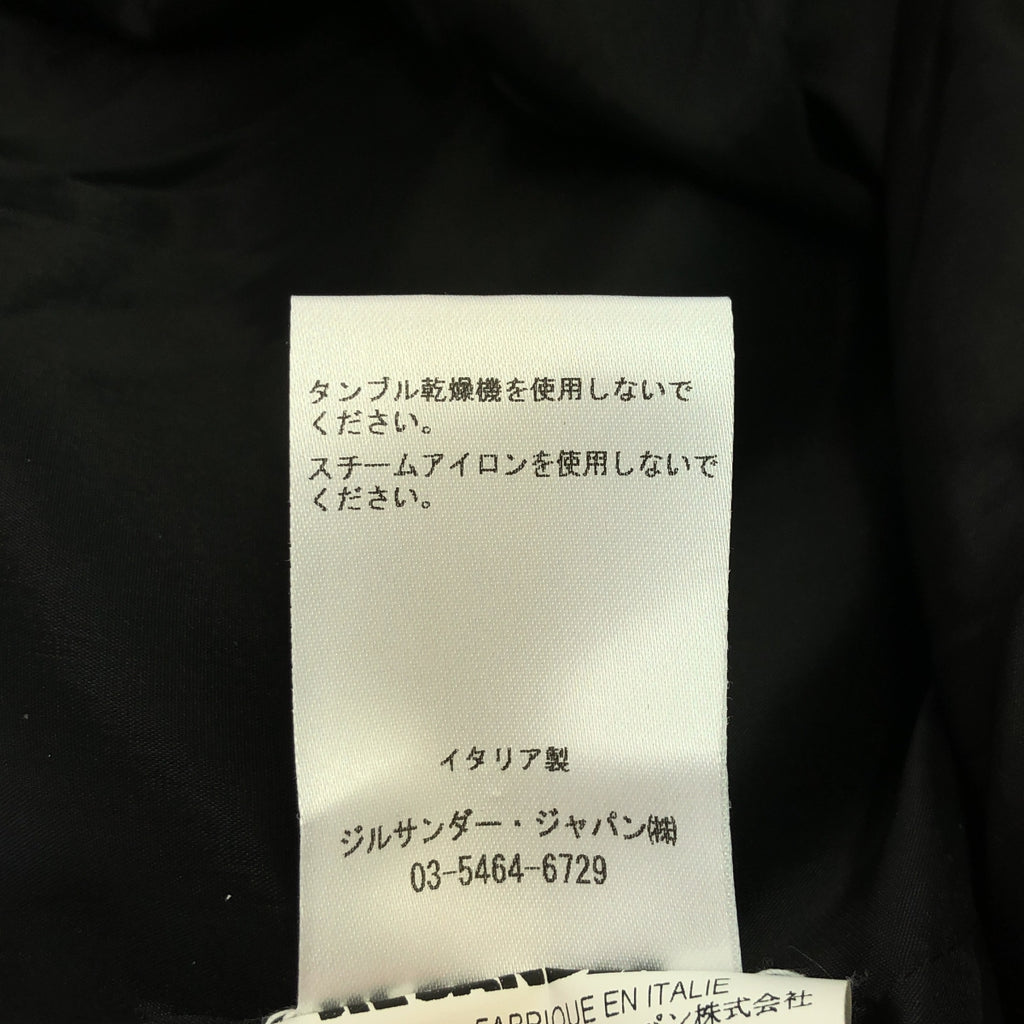 タンブル乾燥機を使用しないで
ください。
スチームアイロンを使用しないで
ください。
イタリア製
ジルサンダー・ジャパン㈱
03-5464-6729
FABRIQUE EN ITALIE
パン株式会社